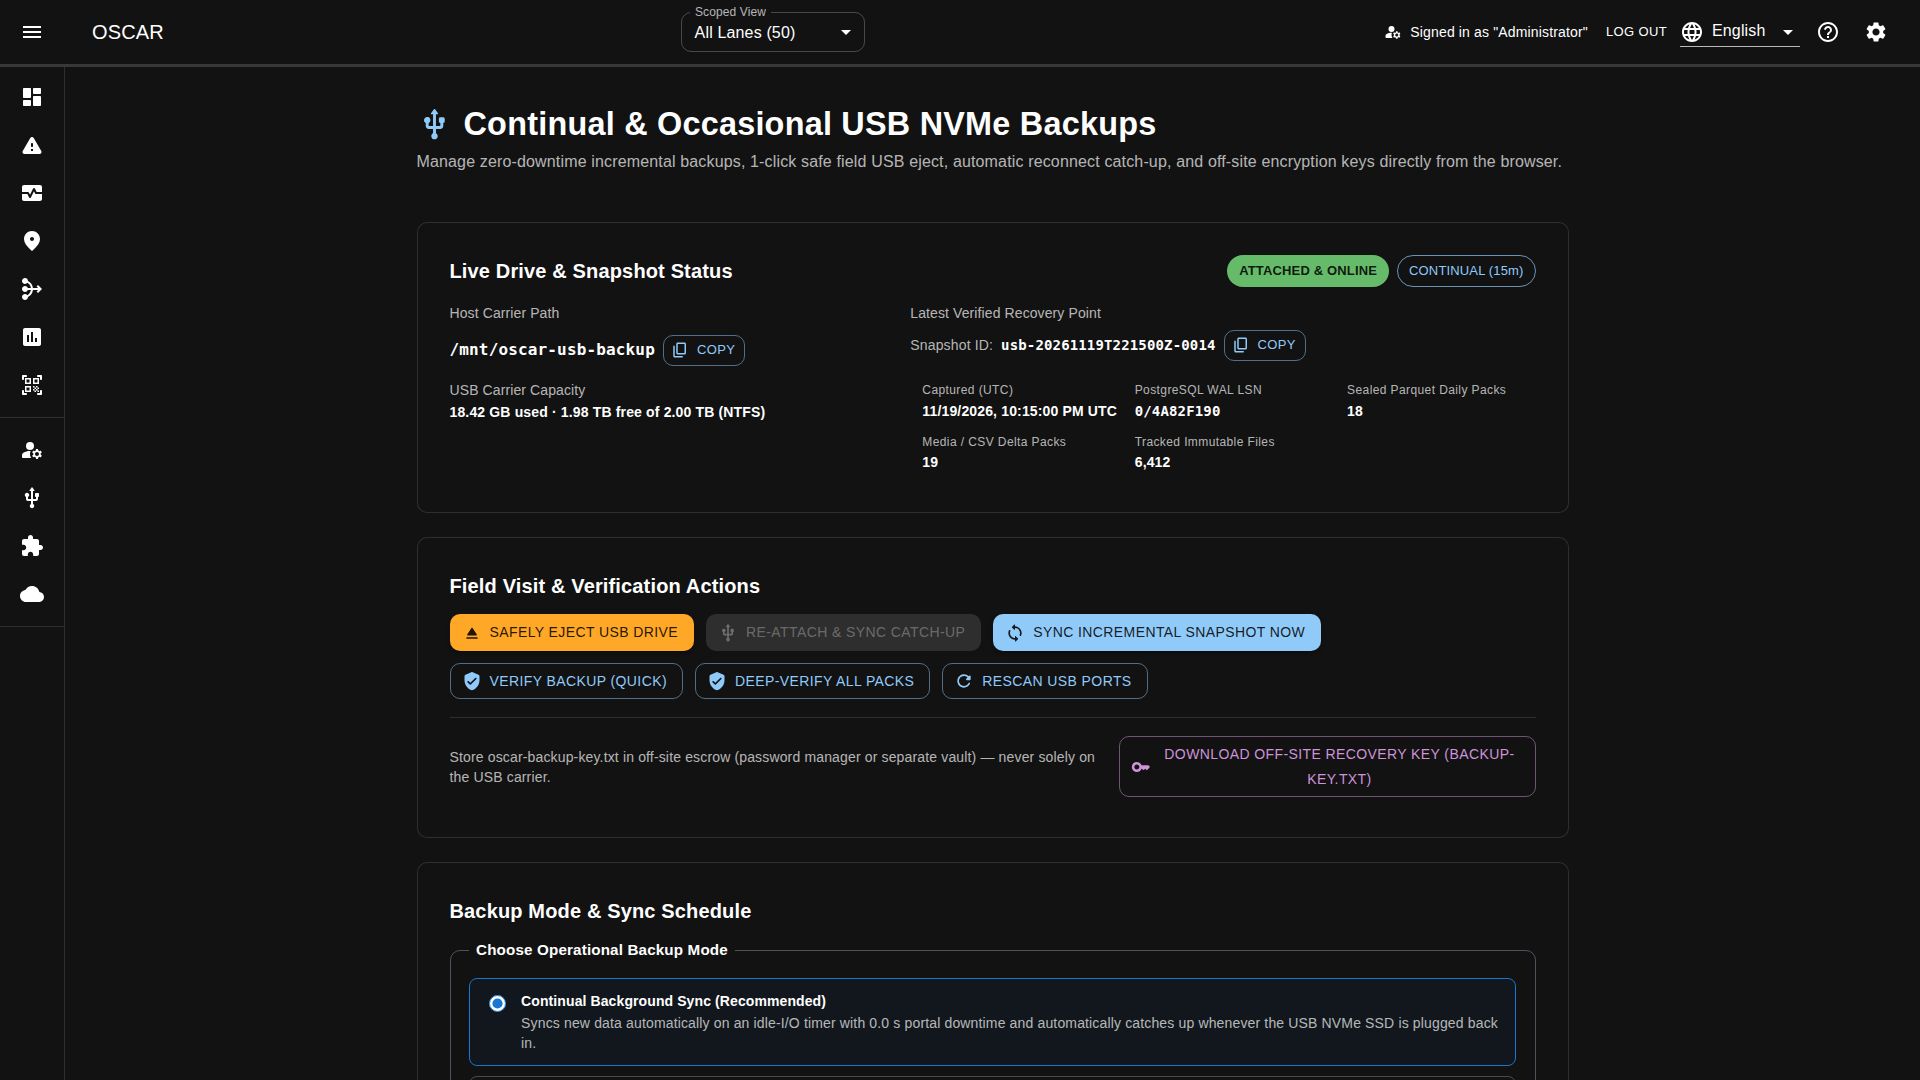 OSCAR
Scoped View
All Lanes (50)
Signed in as "Administrator"
LOG OUT
English
Continual & Occasional USB NVMe Backups
Manage zero-downtime incremental backups, 1-click safe field USB eject, automatic reconnect catch-up, and off-site encryption keys directly from the browser.
Live Drive & Snapshot Status
ATTACHED & ONLINE
CONTINUAL (15m)
Host Carrier Path
/mnt/oscar-usb-backup
COPY
USB Carrier Capacity
18.42 GB used · 1.98 TB free of 2.00 TB (NTFS)
Latest Verified Recovery Point
Snapshot ID: usb-20261119T221500Z-0014
COPY
Captured (UTC)
11/19/2026, 10:15:00 PM UTC
PostgreSQL WAL LSN
0/4A82F190
Sealed Parquet Daily Packs
18
Media / CSV Delta Packs
19
Tracked Immutable Files
6,412
Field Visit & Verification Actions
SAFELY EJECT USB DRIVE
RE-ATTACH & SYNC CATCH-UP
SYNC INCREMENTAL SNAPSHOT NOW
VERIFY BACKUP (QUICK)
DEEP-VERIFY ALL PACKS
RESCAN USB PORTS
Store oscar-backup-key.txt in off-site escrow (password manager or separate vault) — never solely on
the USB carrier.
DOWNLOAD OFF-SITE RECOVERY KEY (BACKUP-
KEY.TXT)
Backup Mode & Sync Schedule
Choose Operational Backup Mode
Continual Background Sync (Recommended)
Syncs new data automatically on an idle-I/O timer with 0.0 s portal downtime and automatically catches up whenever the USB NVMe SSD is plugged back
in.